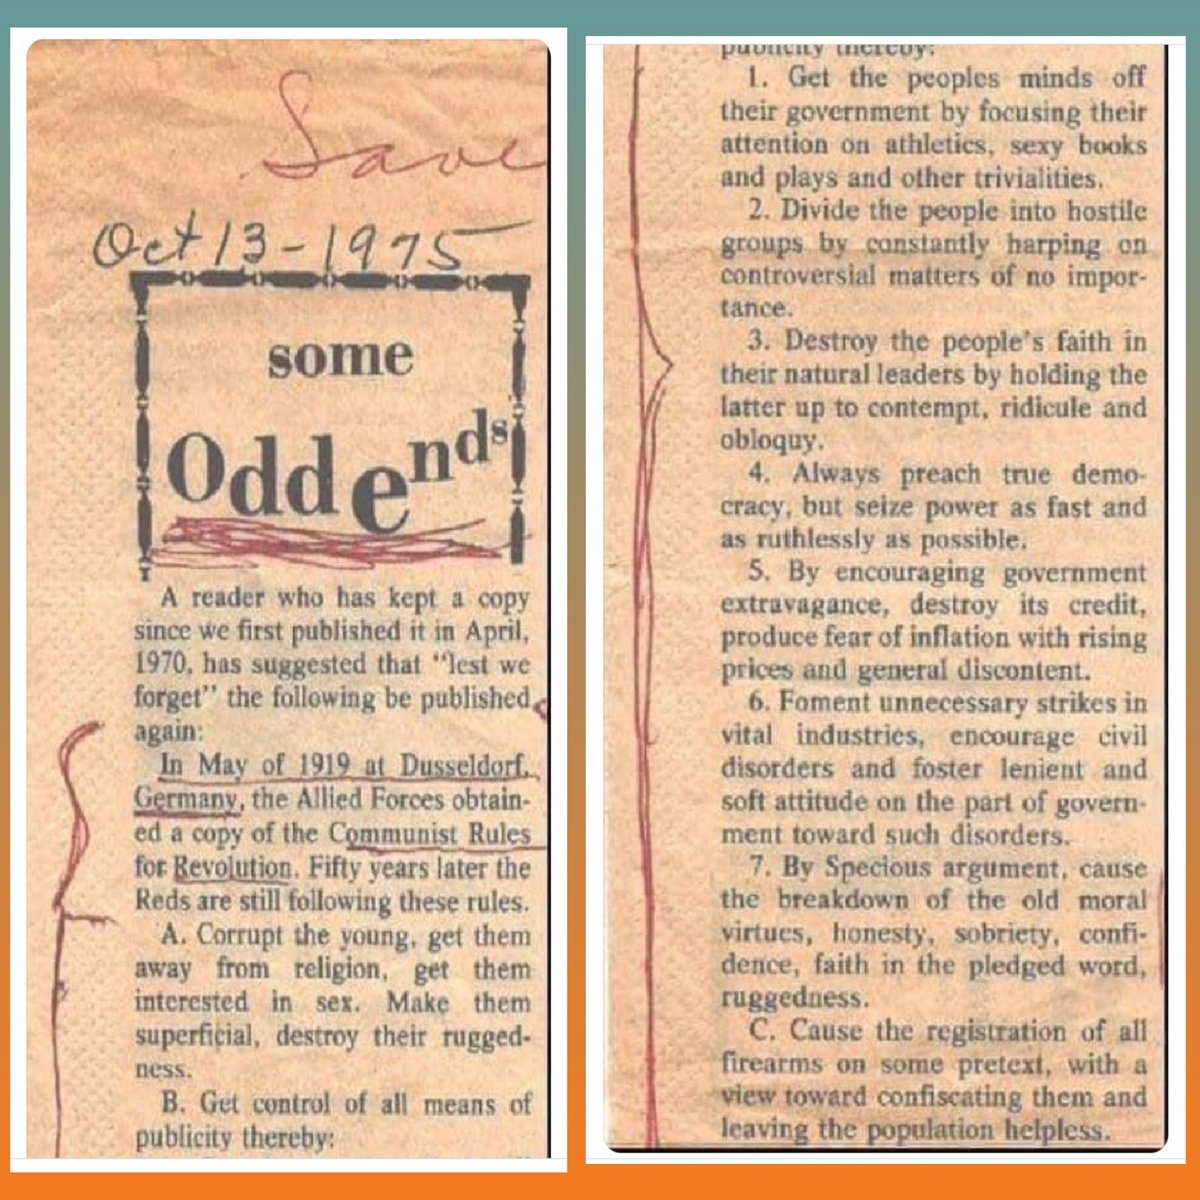 Save
Oct 13-1975
some
Odd ends
A reader who has kept a copy
since we first published it in April,
1970, has suggested that "lest we
forget" the following be published
again:
In May of 1919 at Dusseldorf,
Germany, the Allied Forces obtain-
ed a copy of the Communist Rules
for Revolution. Fifty years later the
Reds are still following these rules.
A. Corrupt the young, get them
away from religion, get them
interested in sex. Make them
superficial, destroy their rugged-
ness.
B. Get control of all means of
publicity thereby:
publicity thereby:
1. Get the peoples minds off
their government by focusing their
attention on athletics, sexy books
and plays and other trivialities.
2. Divide the people into hostile
groups by constantly harping on
controversial matters of no impor-
tance.
3. Destroy the people's faith in
their natural leaders by holding the
latter up to contempt, ridicule and
obloquy.
4. Always preach true demo-
cracy, but seize power as fast and
as ruthlessly as possible.
5. By encouraging government
extravagance, destroy its credit,
produce fear of inflation with rising
prices and general discontent.
6. Foment unnecessary strikes in
vital industries, encourage civil
disorders and foster lenient and
soft attitude on the part of govern-
ment toward such disorders.
7. By Specious argument, cause
the breakdown of the old moral
virtues, honesty, sobriety, confi-
dence, faith in the pledged word,
ruggedness.
C. Cause the registration of all
firearms on some pretext, with a
view toward confiscating them and
leaving the population helpless.